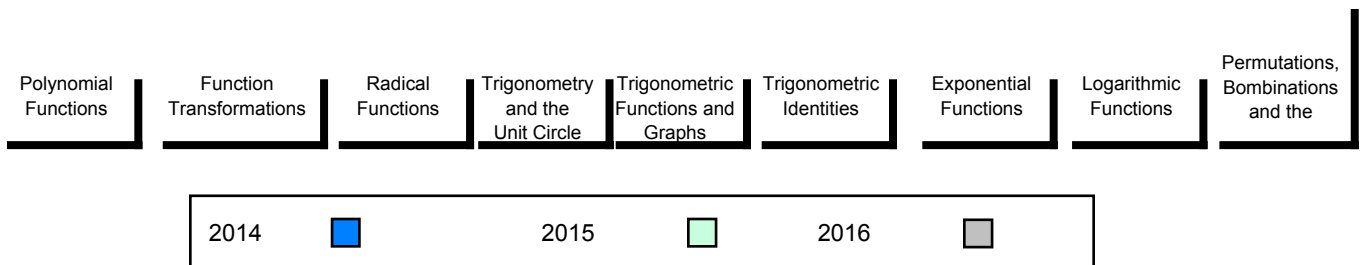 Polynomial
Functions
Function
Transformations
Radical
Functions
Trigonometry
and the
Unit Circle
Trigonometric
Functions and
Graphs
Trigonometric
Identities
Exponential
Functions
Logarithmic
Functions
Permutations,
Bombinations
and the
2014 2015 2016